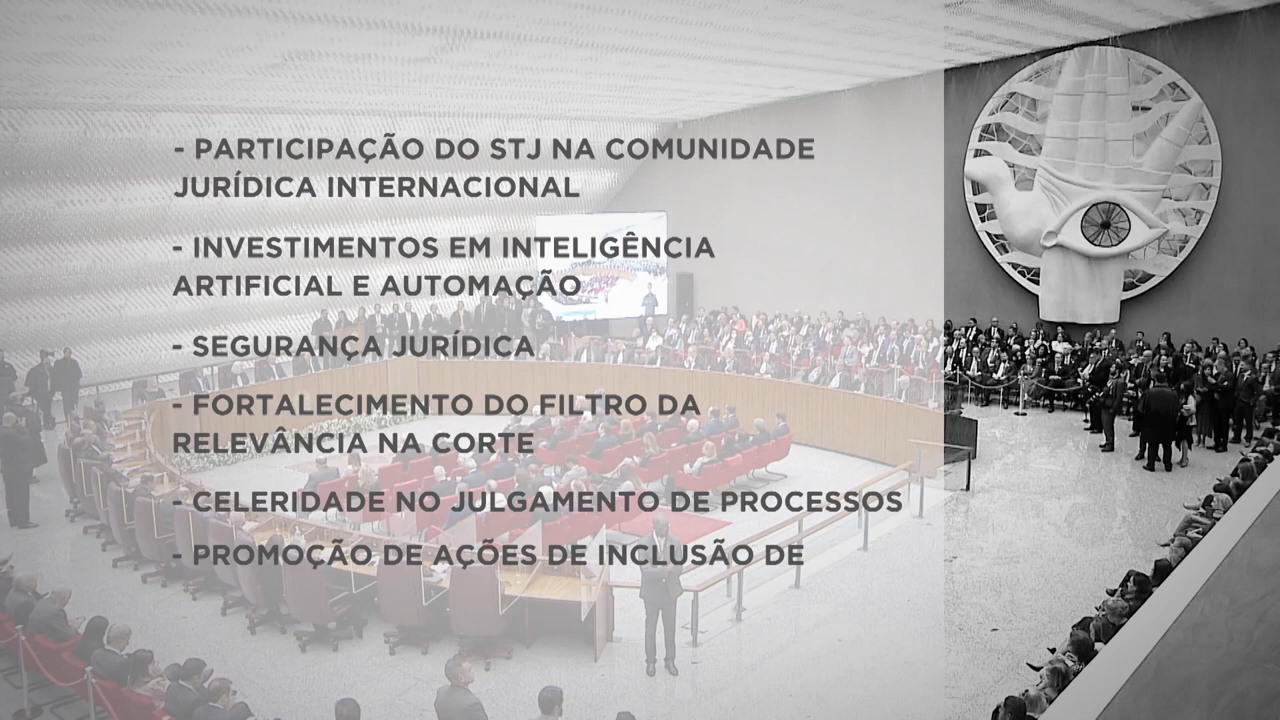 - PARTICIPAÇÃO DO STJ NA COMUNIDADE
JURÍDICA INTERNACIONAL
- INVESTIMENTOS EM INTELIGÊNCIA
ARTIFICIAL E AUTOMAÇÃO
- SEGURANÇA JURÍDICA
- FORTALECIMENTO DO FILTRO DA
RELEVÂNCIA NA CORTE
- CELERIDADE NO JULGAMENTO DE PROCESSOS
- PROMOÇÃO DE AÇÕES DE INCLUSÃO DE